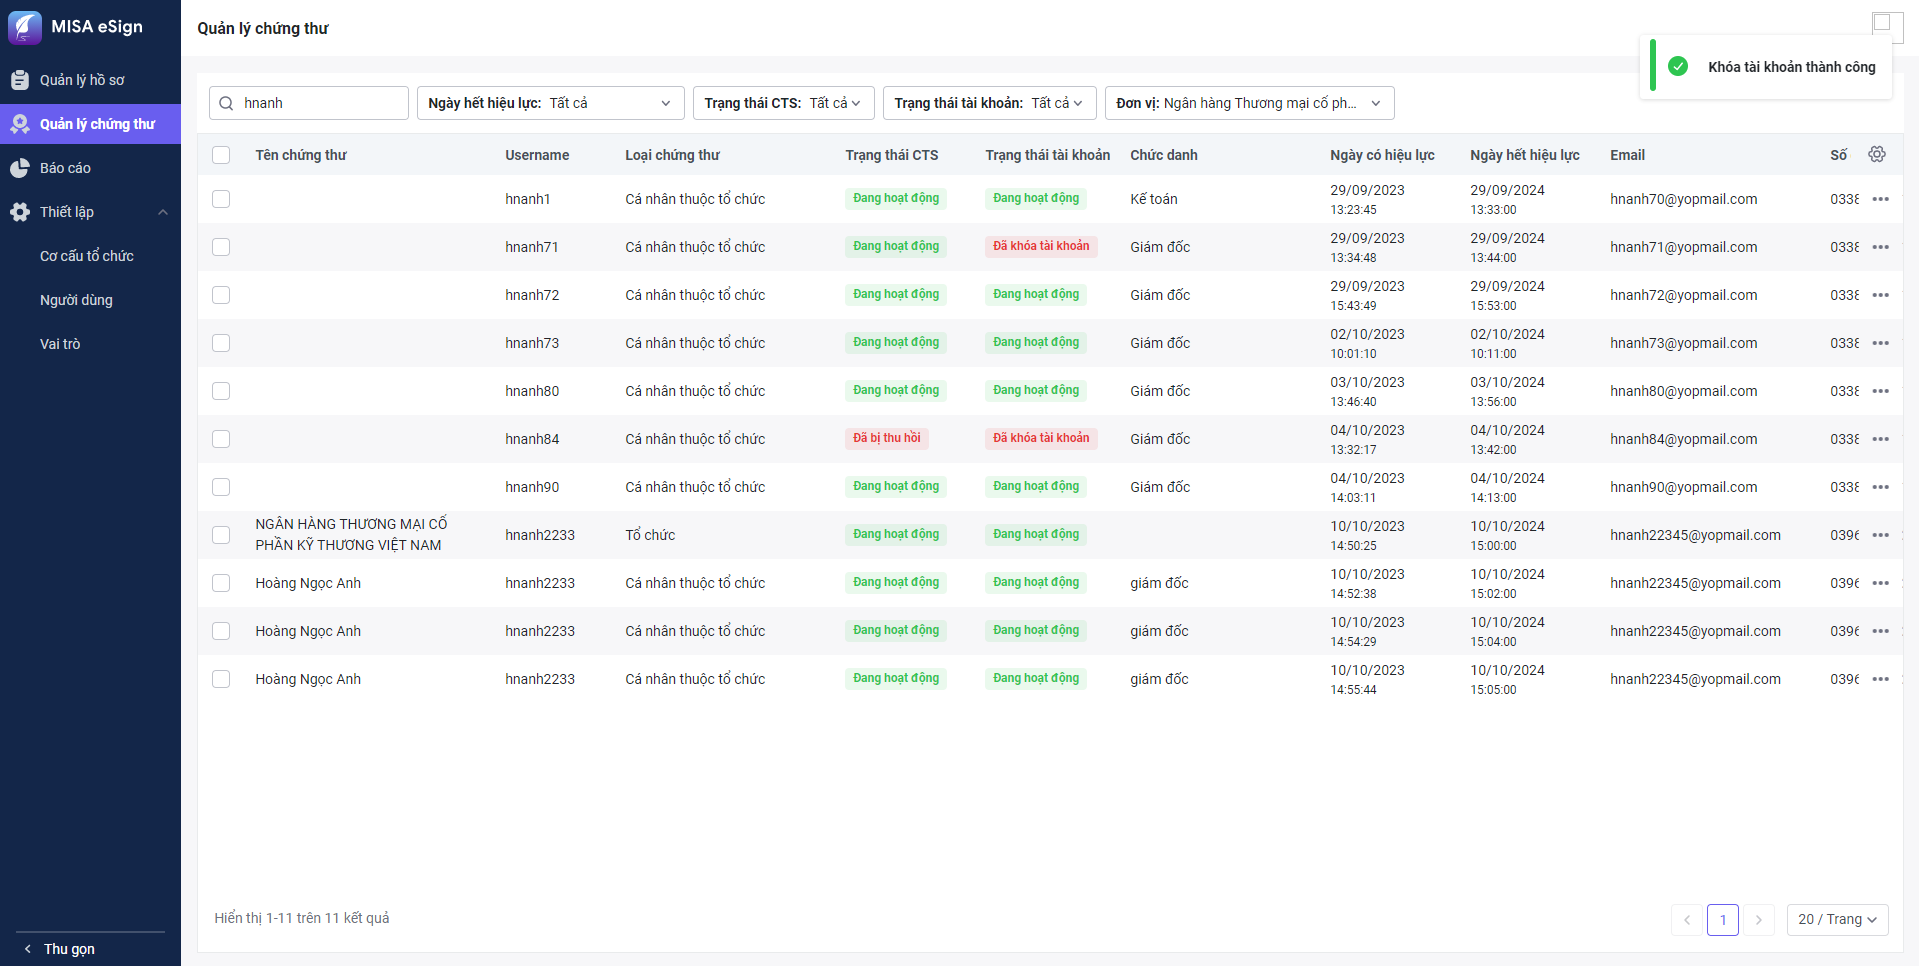 MISA eSign
Quản lý hồ sơ
Quản lý chứng thư
Báo cáo
Thiết lập
Cơ cấu tổ chức
Người dùng
Vai trò
Thu gọn
Quản lý chứng thư
Khóa tài khoản thành công
hnanh
Ngày hết hiệu lực: Tất cả
Trạng thái CTS: Tất cả
Trạng thái tài khoản: Tất cả
Đơn vị: Ngân hàng Thương mại cổ ph...
Tên chứng thư Username Loại chứng thư Trạng thái CTS Trạng thái tài khoản Chức danh Ngày có hiệu lực Ngày hết hiệu lực Email Số
hnanh1 Cá nhân thuộc tổ chức Đang hoạt động Đang hoạt động Kế toán 29/09/2023 29/09/2024 hnanh70@yopmail.com 0338
13:23:45 13:33:00
hnanh71 Cá nhân thuộc tổ chức Đang hoạt động Đã khóa tài khoản Giám đốc 29/09/2023 29/09/2024 hnanh71@yopmail.com 0338
13:34:48 13:44:00
hnanh72 Cá nhân thuộc tổ chức Đang hoạt động Đang hoạt động Giám đốc 29/09/2023 29/09/2024 hnanh72@yopmail.com 0338
15:43:49 15:53:00
hnanh73 Cá nhân thuộc tổ chức Đang hoạt động Đang hoạt động Giám đốc 02/10/2023 02/10/2024 hnanh73@yopmail.com 0338
10:01:10 10:11:00
hnanh80 Cá nhân thuộc tổ chức Đang hoạt động Đang hoạt động Giám đốc 03/10/2023 03/10/2024 hnanh80@yopmail.com 0338
13:46:40 13:56:00
hnanh84 Cá nhân thuộc tổ chức Đã bị thu hồi Đã khóa tài khoản Giám đốc 04/10/2023 04/10/2024 hnanh84@yopmail.com 0338
13:32:17 13:42:00
hnanh90 Cá nhân thuộc tổ chức Đang hoạt động Đang hoạt động Giám đốc 04/10/2023 04/10/2024 hnanh90@yopmail.com 0338
14:03:11 14:13:00
NGÂN HÀNG THƯƠNG MẠI CỔ
PHẦN KỸ THƯƠNG VIỆT NAM hnanh2233 Tổ chức Đang hoạt động Đang hoạt động 10/10/2023 10/10/2024 hnanh22345@yopmail.com 0396
14:50:25 15:00:00
Hoàng Ngọc Anh hnanh2233 Cá nhân thuộc tổ chức Đang hoạt động Đang hoạt động giám đốc 10/10/2023 10/10/2024 hnanh22345@yopmail.com 0396
14:52:38 15:02:00
Hoàng Ngọc Anh hnanh2233 Cá nhân thuộc tổ chức Đang hoạt động Đang hoạt động giám đốc 10/10/2023 10/10/2024 hnanh22345@yopmail.com 0396
14:54:29 15:04:00
Hoàng Ngọc Anh hnanh2233 Cá nhân thuộc tổ chức Đang hoạt động Đang hoạt động giám đốc 10/10/2023 10/10/2024 hnanh22345@yopmail.com 0396
14:55:44 15:05:00
Hiển thị 1-11 trên 11 kết quả
1
20 / Trang